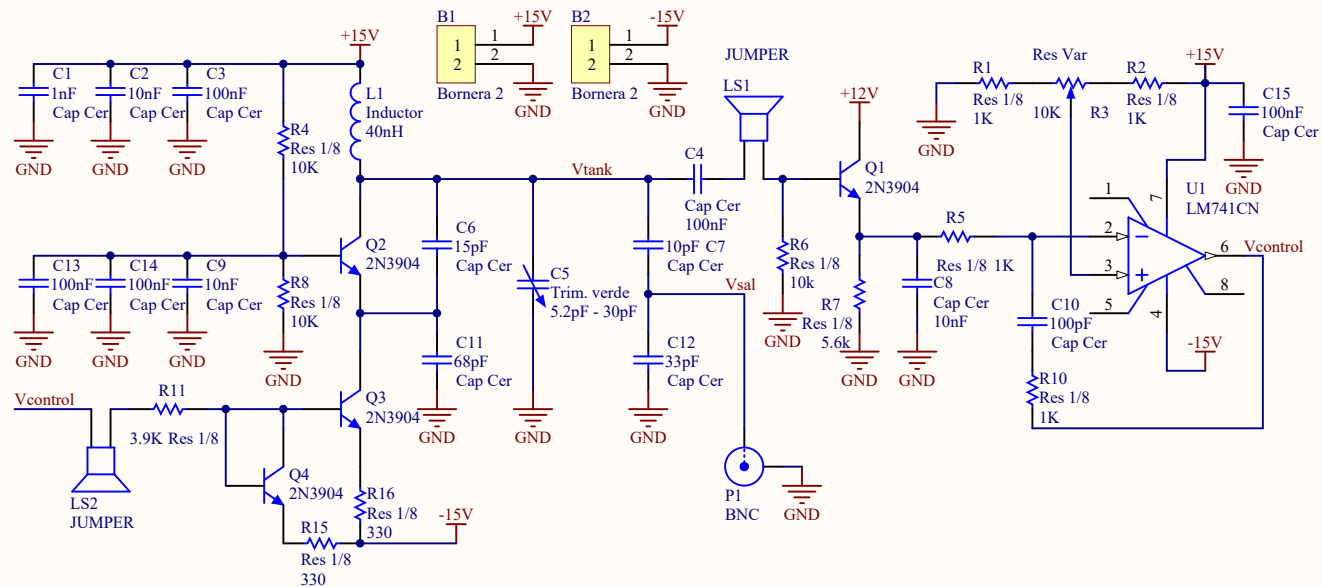 +15V
C1
1nF
Cap Cer
GND
C2
10nF
Cap Cer
GND
C3
100nF
Cap Cer
GND
R4
Res 1/8
10K
L1
Inductor
40nH
B1
1
2
1
2
Bornera 2
+15V
GND
B2
1
2
1
2
Bornera 2
-15V
GND
JUMPER
LS1
+12V
Q1
2N3904
R1
Res 1/8
1K
GND
Res Var
10K
R3
R2
Res 1/8
1K
+15V
C15
100nF
Cap Cer
GND
U1
LM741CN
1
2
3
5
7
4
6
8
Vcontrol
-15V
Vtank
C4
Cap Cer
100nF
C13
100nF
Cap Cer
GND
C14
100nF
Cap Cer
GND
C9
10nF
Cap Cer
GND
R8
Res 1/8
10K
GND
Q2
2N3904
C6
15pF
Cap Cer
C5
Trim. verde
5.2pF - 30pF
GND
10pF C7
Cap Cer
Vsal
R6
Res 1/8
10k
GND
R7
Res 1/8
5.6k
GND
R5
Res 1/8 1K
C8
Cap Cer
10nF
GND
C10
100pF
Cap Cer
R10
Res 1/8
1K
C11
68pF
Cap Cer
GND
C12
33pF
Cap Cer
GND
Vcontrol
LS2
JUMPER
R11
3.9K Res 1/8
Q3
2N3904
Q4
2N3904
R16
Res 1/8
330
R15
Res 1/8
330
-15V
P1
BNC
GND